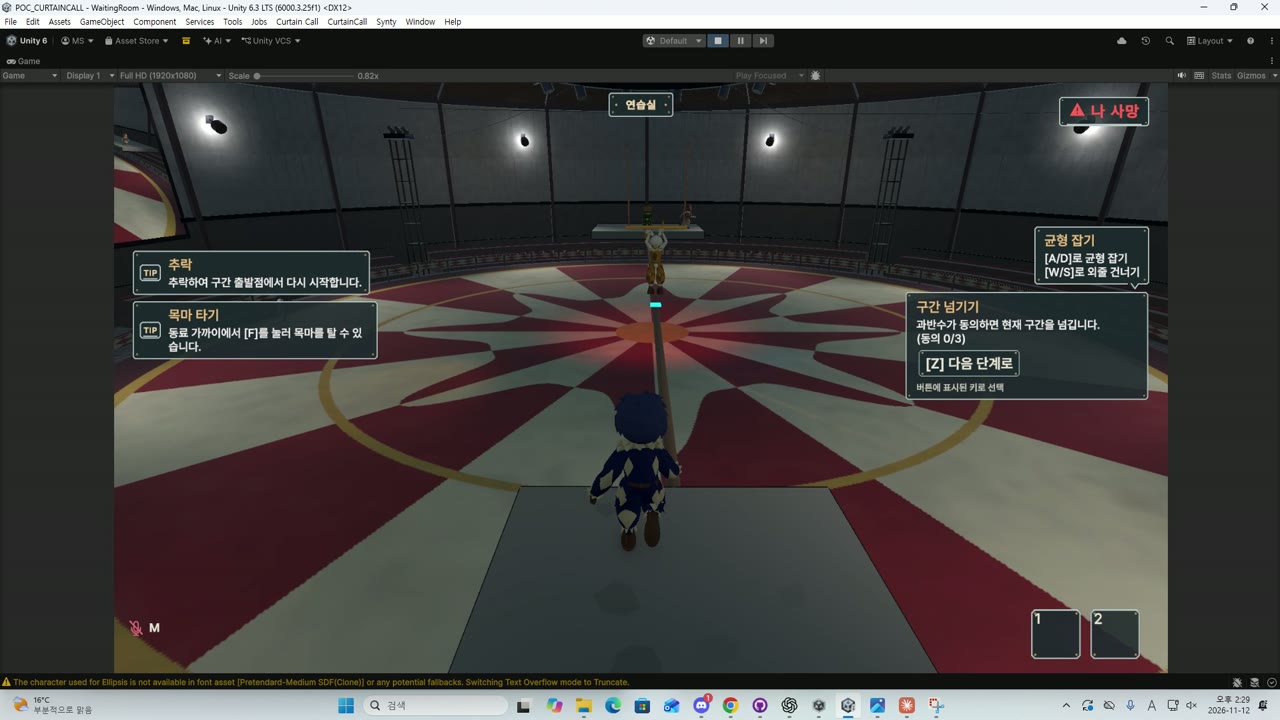 POC_CURTAINCALL - WaitingRoom - Windows, Mac, Linux - Unity 6.3 LTS (6000.3.25f1) <DX12>
File Edit Assets GameObject Component Services Tools Jobs Curtain Call CurtainCall Synty Window Help
Unity 6 MS Asset Store AI Unity VCS Default Layout
Game
Game Display 1 Full HD (1920x1080) Scale 0.82x Play Focused Stats Gizmos
연습실
나 사망
균형 잡기
[A/D]로 균형 잡기
[W/S]로 외줄 건너기
TIP 추락
추락하여 구간 출발점에서 다시 시작합니다.
구간 넘기기
과반수가 동의하면 현재 구간을 넘깁니다.
(동의 0/3)
[Z] 다음 단계로
버튼에 표시된 키로 선택
TIP 목마 타기
동료 가까이에서 [F]를 눌러 목마를 탈 수 있
습니다.
M
1 2
The character used for Ellipsis is not available in font asset [Pretendard-Medium SDF(Clone)] or any potential fallbacks. Switching Text Overflow mode to Truncate.
16°C
부분적으로 맑음
검색
1
A
오후 2:29
2026-11-12